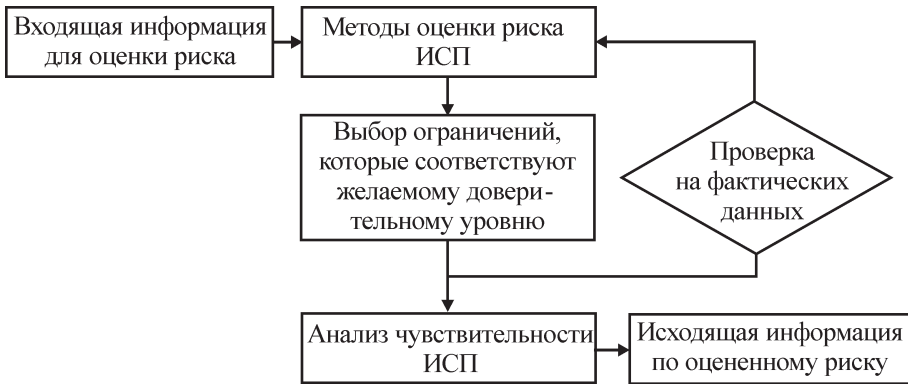 Входящая информация
для оценки риска
Методы оценки риска
ИСП
Выбор ограничений,
которые соответствуют
желаемому довери-
тельному уровню
Проверка
на фактических
данных
Анализ чувствительности
ИСП
Исходящая информация
по оцененному риску